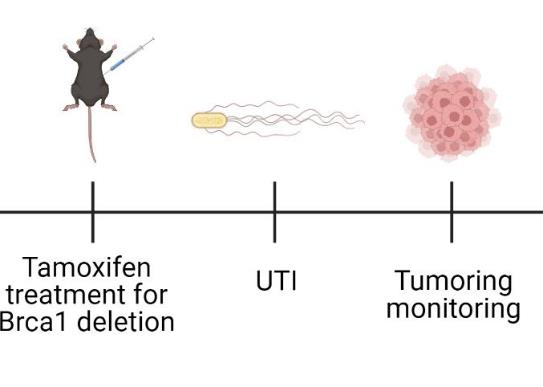 Tamoxifen
treatment for
Brca1 deletion
UTI
Tumoring
monitoring